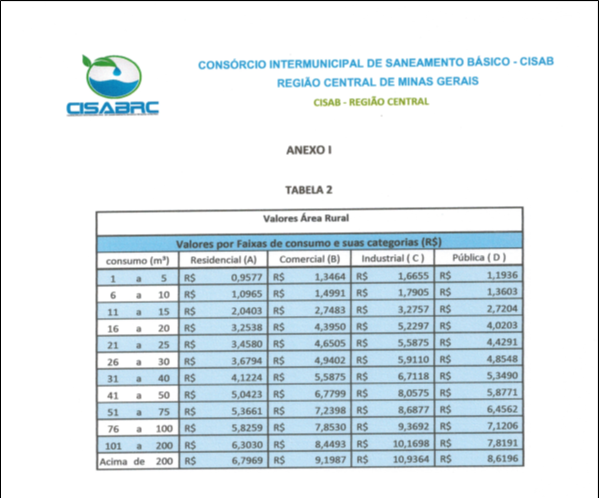 CISABRC
CONSÓRCIO INTERMUNICIPAL DE SANEAMENTO BÁSICO - CISAB
REGIÃO CENTRAL DE MINAS GERAIS
CISAB - REGIÃO CENTRAL
ANEXO I
TABELA 2
Valores Área Rural
Valores por Faixas de consumo e suas categorias (R$)
consumo (m³) Residencial (A) Comercial (B) Industrial ( C ) Pública ( D )
1 a 5 R$ 0,9577 R$ 1,3464 R$ 1,6655 R$ 1,1936
6 a 10 R$ 1,0965 R$ 1,4991 R$ 1,7905 R$ 1,3603
11 a 15 R$ 2,0403 R$ 2,7483 R$ 3,2757 R$ 2,7204
16 a 20 R$ 3,2538 R$ 4,3950 R$ 5,2297 R$ 4,0203
21 a 25 R$ 3,4580 R$ 4,6505 R$ 5,5875 R$ 4,4291
26 a 30 R$ 3,6794 R$ 4,9402 R$ 5,9110 R$ 4,8548
31 a 40 R$ 4,1224 R$ 5,5875 R$ 6,7118 R$ 5,3490
41 a 50 R$ 5,0423 R$ 6,7799 R$ 8,0575 R$ 5,8771
51 a 75 R$ 5,3661 R$ 7,2398 R$ 8,6877 R$ 6,4562
76 a 100 R$ 5,8259 R$ 7,8530 R$ 9,3692 R$ 7,1206
101 a 200 R$ 6,3030 R$ 8,4493 R$ 10,1698 R$ 7,8191
Acima de 200 R$ 6,7969 R$ 9,1987 R$ 10,9364 R$ 8,6196